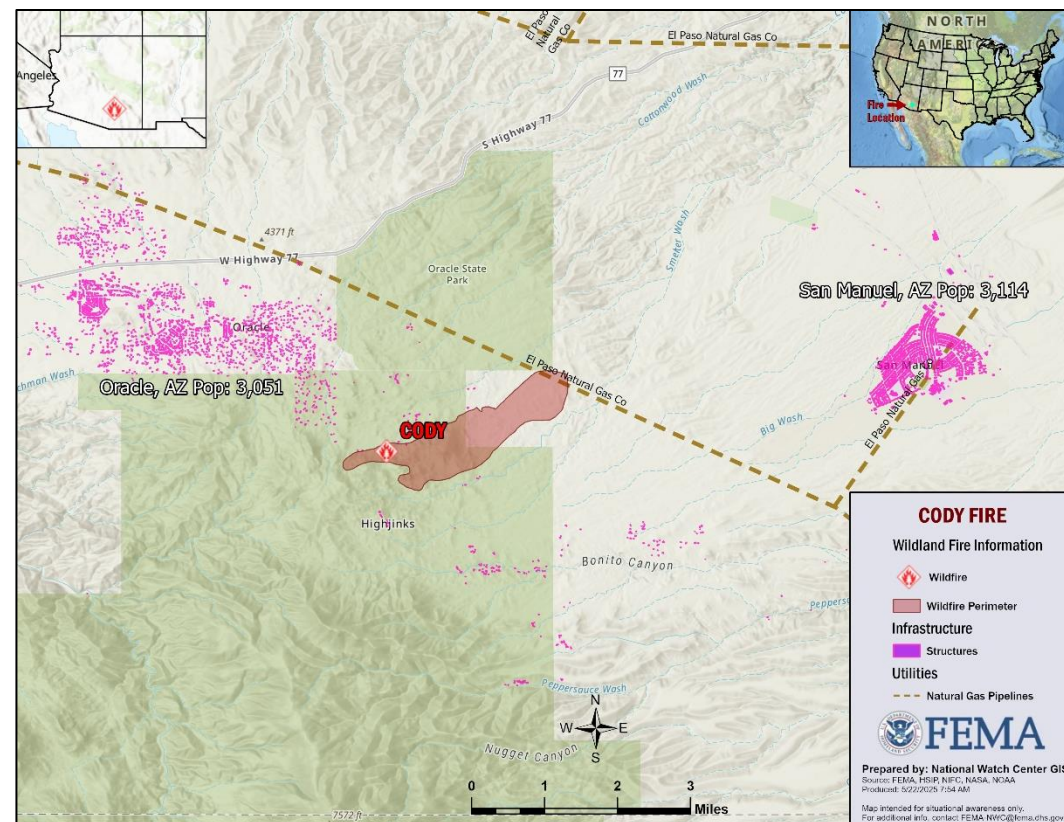 Angeles
El Paso
Natural
Gas Co
El Paso Natural Gas Co
77
S Highway 77
Cottonwood Wash
NORTH
AMERICA
Fire
Location
4371 ft
W Highway 77
Oracle State
Park
Smelter Wash
San Manuel, AZ Pop: 3,114
Oracle
San Manuel
Oracle, AZ Pop: 3,051
El Paso Natural Gas Co
El Paso Natural Gas
Big Wash
CODY
Highjinks
Bonito Canyon
Peppersauce Wash
Nugget Canyon
N
W E
S
0 1 2 3
Miles
7572 ft
CODY FIRE
Wildland Fire Information
Wildfire
Wildfire Perimeter
Infrastructure
Structures
Utilities
Natural Gas Pipelines
FEMA
Prepared by: National Watch Center GIS
Source: FEMA, HSIP, NIFC, NASA, NOAA
Produced: 5/22/2025 7:54 AM
Map intended for situational awareness only.
For additional info, contact FEMA-NWC@fema.dhs.gov